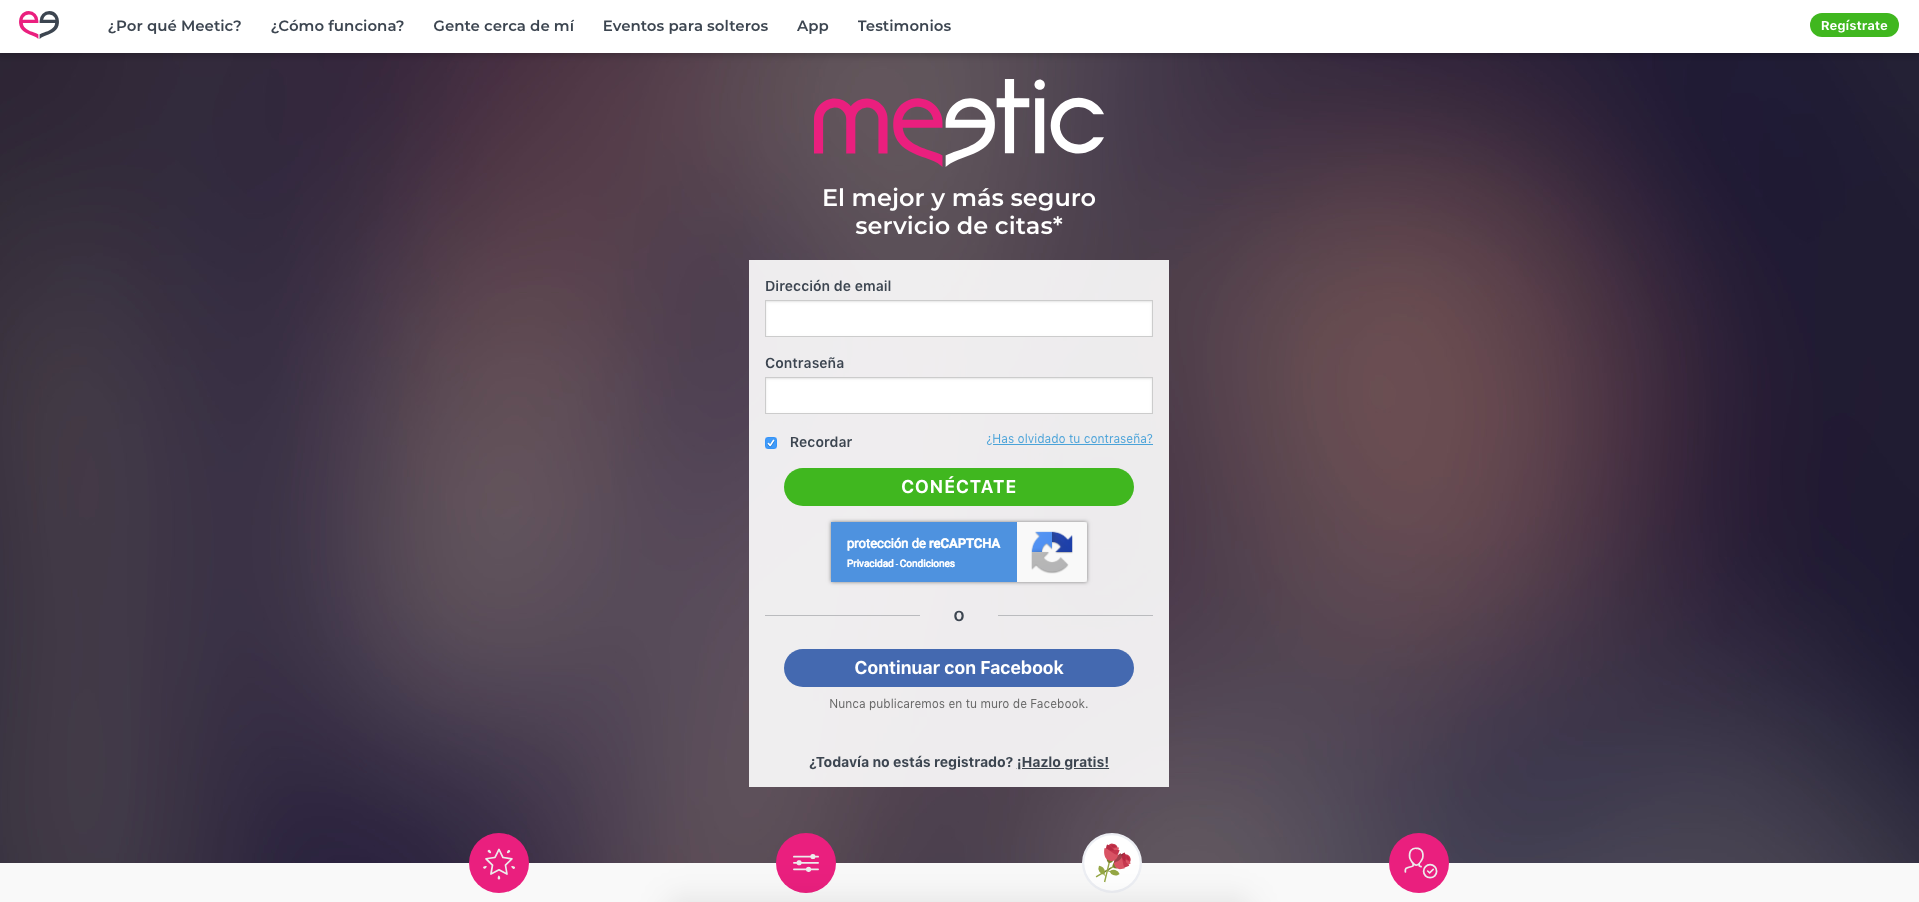 ¿Por qué Meetic? ¿Cómo funciona? Gente cerca de mí Eventos para solteros App Testimonios Regístrate
meetic
El mejor y más seguro
servicio de citas*
Dirección de email
Contraseña
Recordar ¿Has olvidado tu contraseña?
CONÉCTATE
protección de reCAPTCHA
Privacidad - Condiciones
O
Continuar con Facebook
Nunca publicaremos en tu muro de Facebook.
¿Todavía no estás registrado? ¡Hazlo gratis!